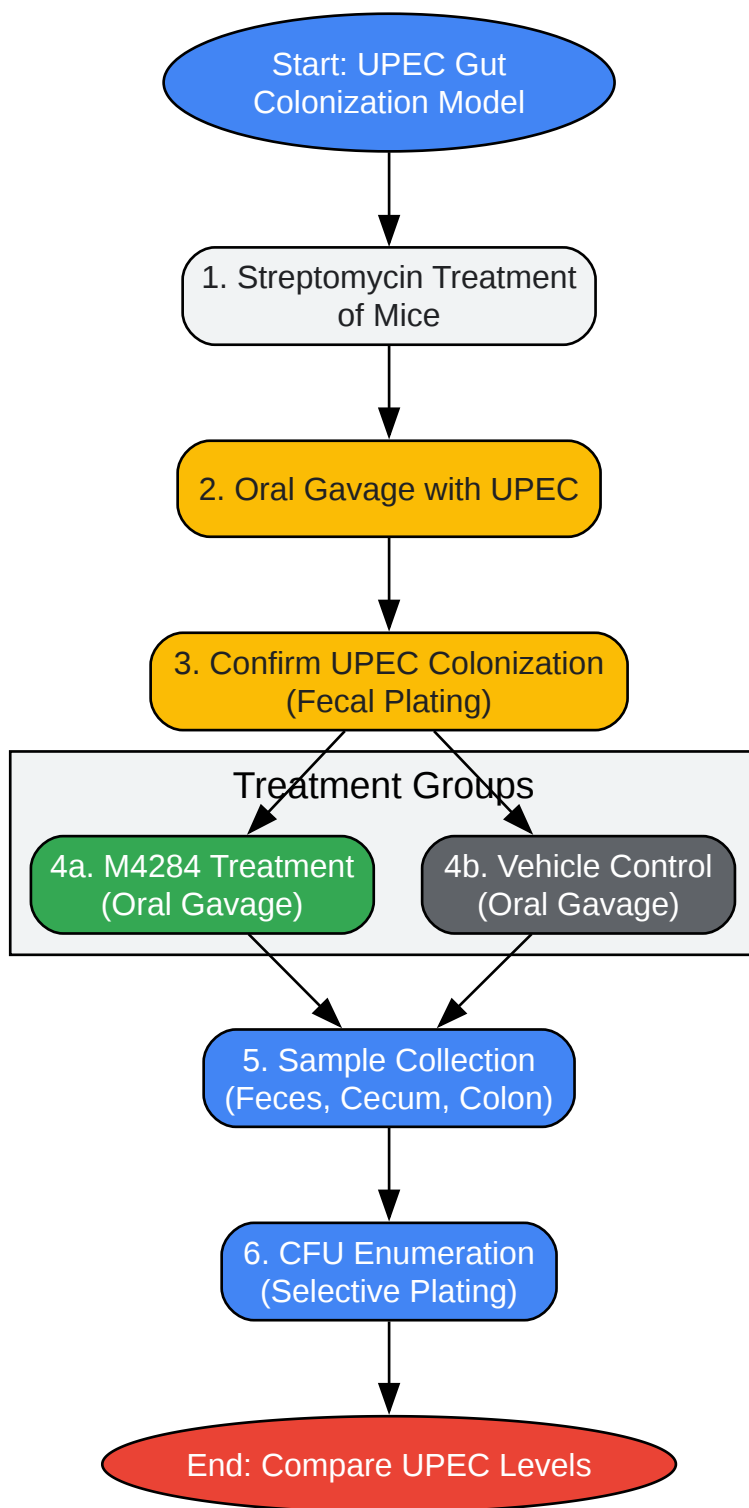 Start: UPEC Gut
Colonization Model
1. Streptomycin Treatment
of Mice
2. Oral Gavage with UPEC
3. Confirm UPEC Colonization
(Fecal Plating)
Treatment Groups
4a. M4284 Treatment
(Oral Gavage)
4b. Vehicle Control
(Oral Gavage)
5. Sample Collection
(Feces, Cecum, Colon)
6. CFU Enumeration
(Selective Plating)
End: Compare UPEC Levels